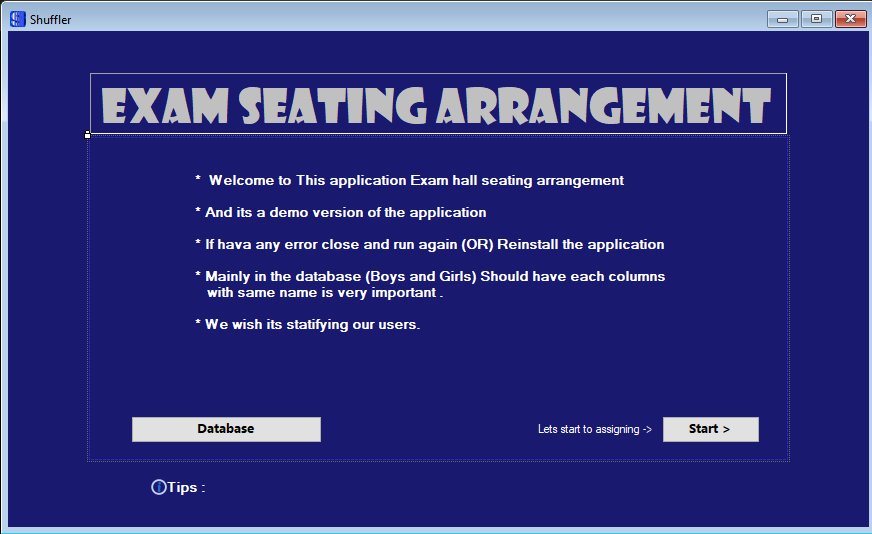 Shuffler
EXAM SEATING ARRANGEMENT
* Welcome to This application Exam hall seating arrangement
* And its a demo version of the application
* If hava any error close and run again (OR) Reinstall the application
* Mainly in the database (Boys and Girls) Should have each columns
with same name is very important .
* We wish its statifying our users.
Database
Lets start to assigning ->
Start >
Tips :